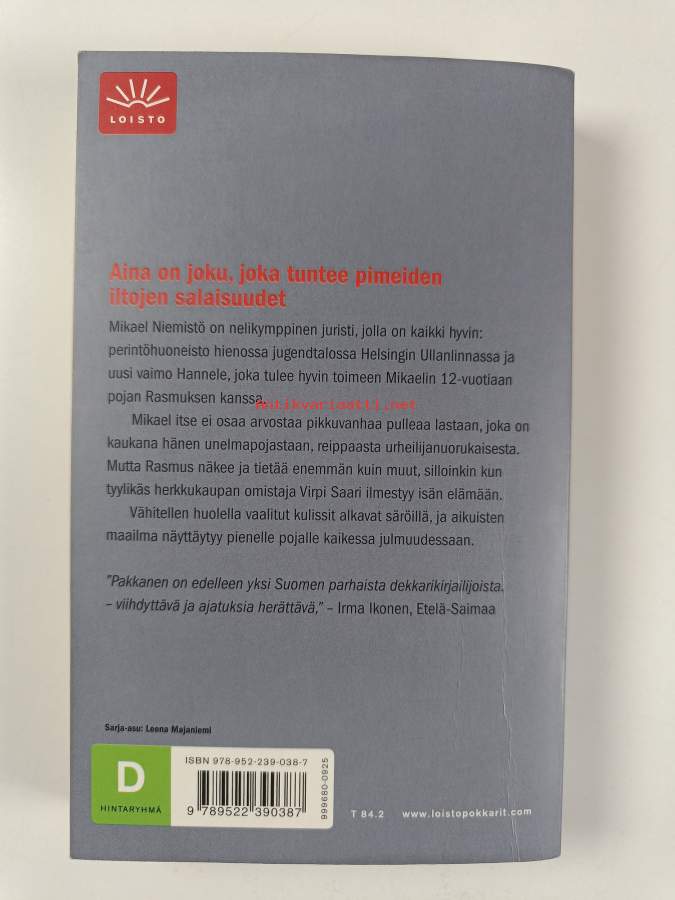 LOISTO
Aina on joku, joka tuntee pimeiden
iltojen salaisuudet
Mikael Niemistö on nelikymppinen juristi, jolla on kaikki hyvin:
perintöhuoneisto hienossa jugendtalossa Helsingin Ullanlinnassa ja
uusi vaimo Hannele, joka tulee hyvin toimeen Mikaelin 12-vuotiaan
pojan Rasmuksen kanssa.
antikvariaatti.net
Mikael itse ei osaa arvostaa pikkuvanhaa pulleaa lastaan, joka on
kaukana hänen unelmapojastaan, reippaasta urheilijanuorukaisesta.
Mutta Rasmus näkee ja tietää enemmän kuin muut, silloinkin kun
tyylikäs herkkukaupan omistaja Virpi Saari ilmestyy isän elämään.
Vähitellen huolella vaalitut kulissit alkavat säröillä, ja aikuisten
maailma näyttäytyy pienelle pojalle kaikessa julmuudessaan.
"Pakkanen on edelleen yksi Suomen parhaista dekkarikirjailijoista.
– viihdyttävä ja ajatuksia herättävä," – Irma Ikonen, Etelä-Saimaa
Sarja-asu: Leena Majaniemi
D
HINTARYHMÄ
ISBN 978-952-239-038-7
9 789522 390387
999680-0925
T 84.2 www.loistopokkarit.com